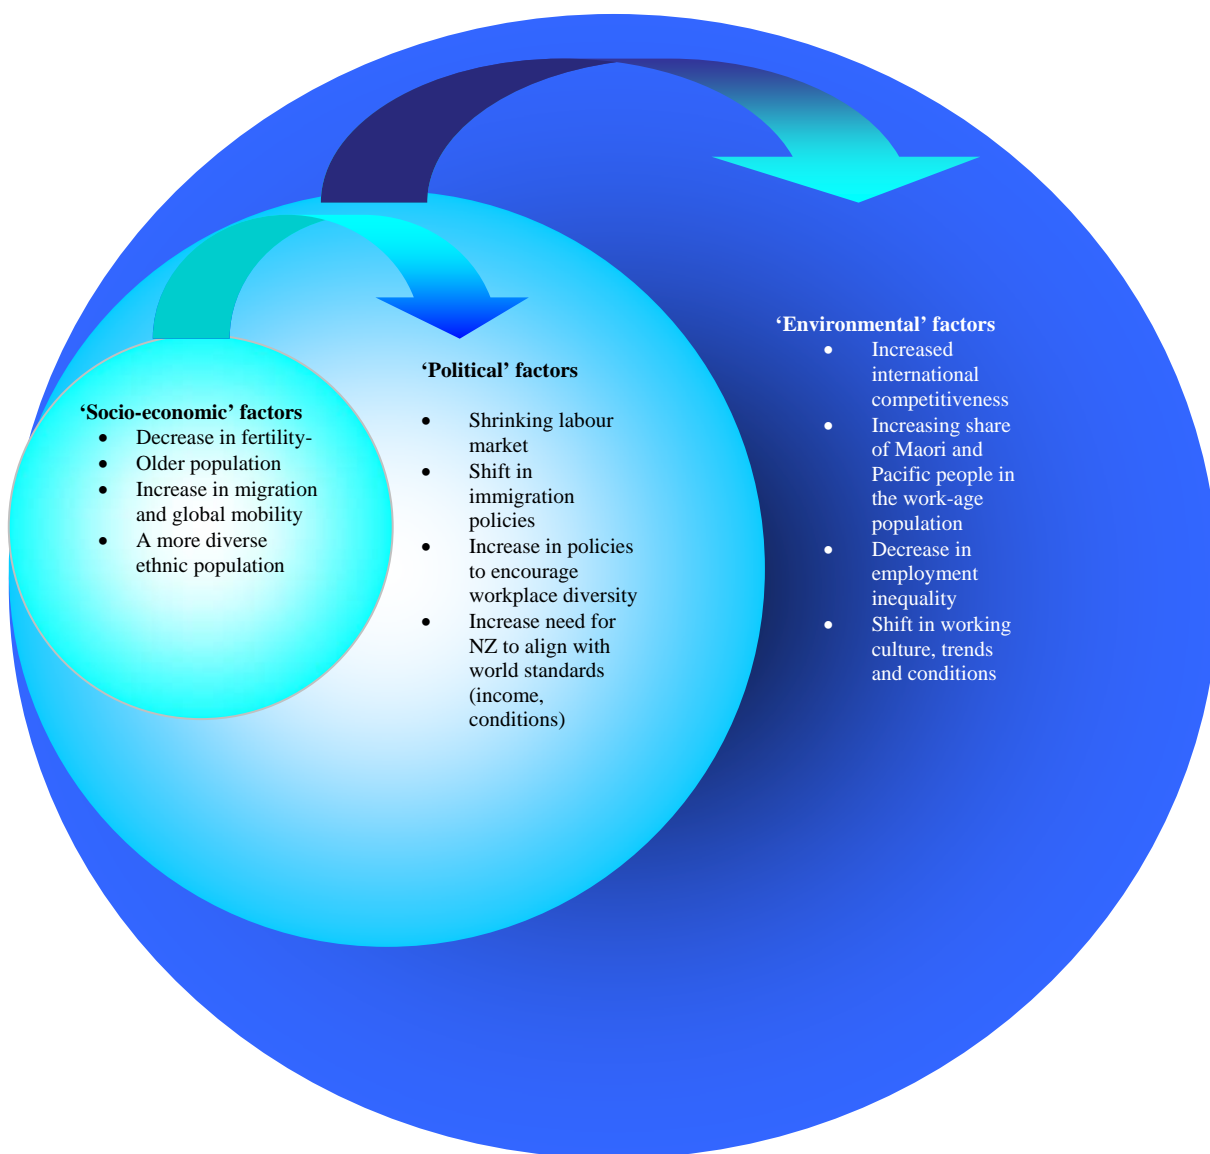 ‘Socio-economic’ factors
• Decrease in fertility-
• Older population
• Increase in migration
and global mobility
• A more diverse
ethnic population
‘Political’ factors
• Shrinking labour
market
• Shift in
immigration
policies
• Increase in policies
to encourage
workplace diversity
• Increase need for
NZ to align with
world standards
(income,
conditions)
‘Environmental’ factors
• Increased
international
competitiveness
• Increasing share
of Maori and
Pacific people in
the work-age
population
• Decrease in
employment
inequality
• Shift in working
culture, trends
and conditions